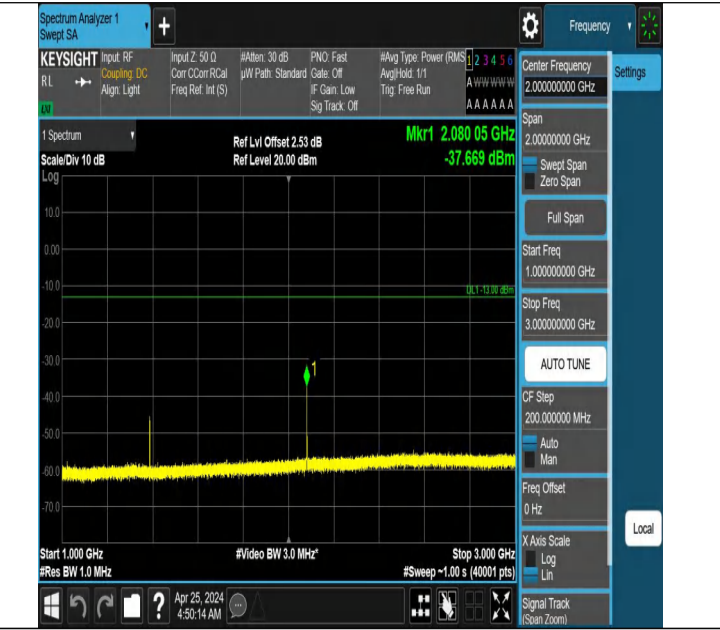 Spectrum Analyzer 1
Swept SA
Frequency
KEYSIGHT
RL
LXI
Input: RF
Coupling: DC
Align: Light
Input Z: 50 Ω
Corr CCorr RCal
Freq Ref: Int (S)
#Atten: 30 dB
µW Path: Standard
PNO: Fast
Gate: Off
IF Gain: Low
Sig Track: Off
#Avg Type: Power (RMS
Avg|Hold: 1/1
Trig: Free Run
1 2 3 4 5 6
A W W W W W
A A A A A A
1 Spectrum
Scale/Div 10 dB
Log
Ref Lvl Offset 2.53 dB
Ref Level 20.00 dBm
Mkr1 2.080 05 GHz
-37.669 dBm
10.0
0.00
-10.0
-20.0
-30.0
-40.0
-50.0
-60.0
-70.0
DL1 -13.00 dBm
1
Start 1.000 GHz
#Res BW 1.0 MHz
#Video BW 3.0 MHz*
Stop 3.000 GHz
#Sweep ~1.00 s (40001 pts)
Apr 25, 2024
4:50:14 AM
Center Frequency
2.000000000 GHz
Settings
Span
2.00000000 GHz
Swept Span
Zero Span
Full Span
Start Freq
1.000000000 GHz
Stop Freq
3.000000000 GHz
AUTO TUNE
CF Step
200.000000 MHz
Auto
Man
Freq Offset
0 Hz
X Axis Scale
Log
Lin
Local
Signal Track
(Span Zoom)